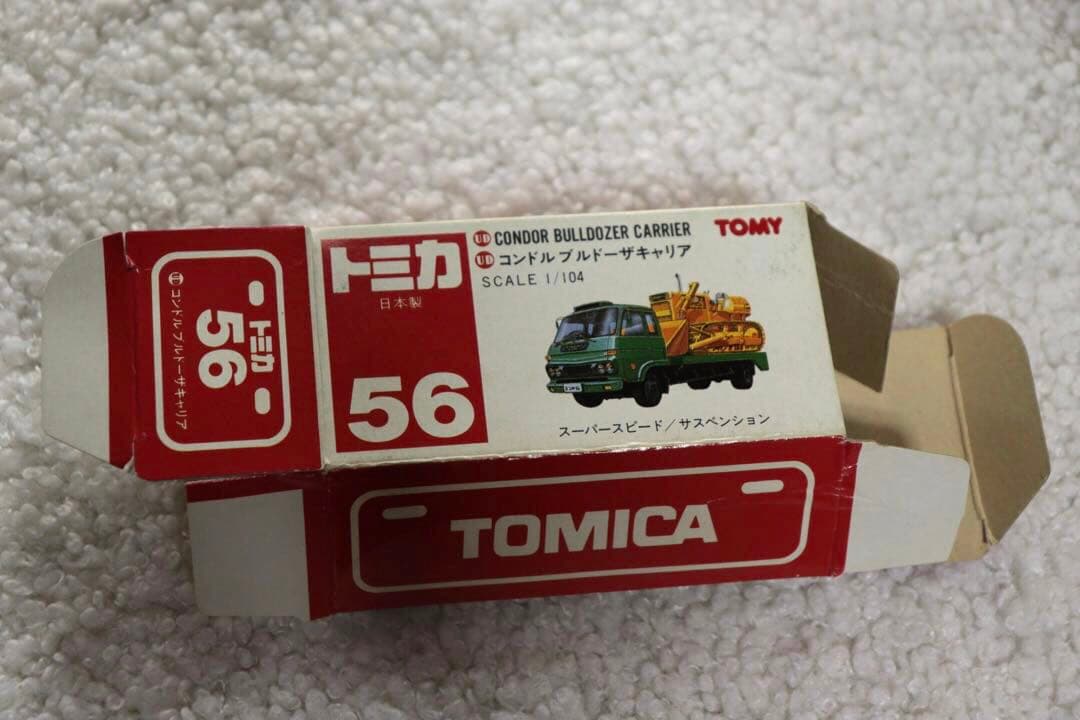 トミカ
日本製
56
UD CONDOR BULLDOZER CARRIER
UD コンドル ブルドーザキャリア
SCALE 1/104
TOMY
スーパースピード/サスペンション
TOMICA
トミカ
56
UD コンドル ブルドーザキャリア